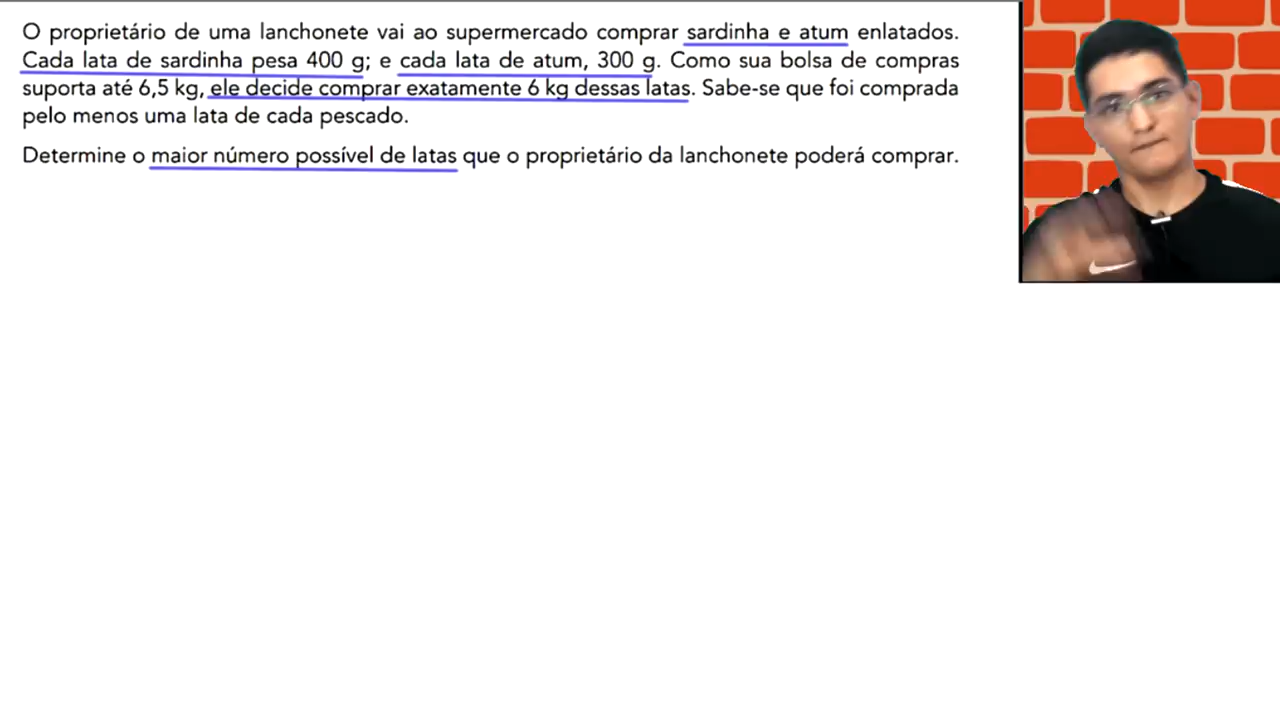 O proprietário de uma lanchonete vai ao supermercado comprar sardinha e atum enlatados.
Cada lata de sardinha pesa 400 g; e cada lata de atum, 300 g. Como sua bolsa de compras
suporta até 6,5 kg, ele decide comprar exatamente 6 kg dessas latas. Sabe-se que foi comprada
pelo menos uma lata de cada pescado.
Determine o maior número possível de latas que o proprietário da lanchonete poderá comprar.